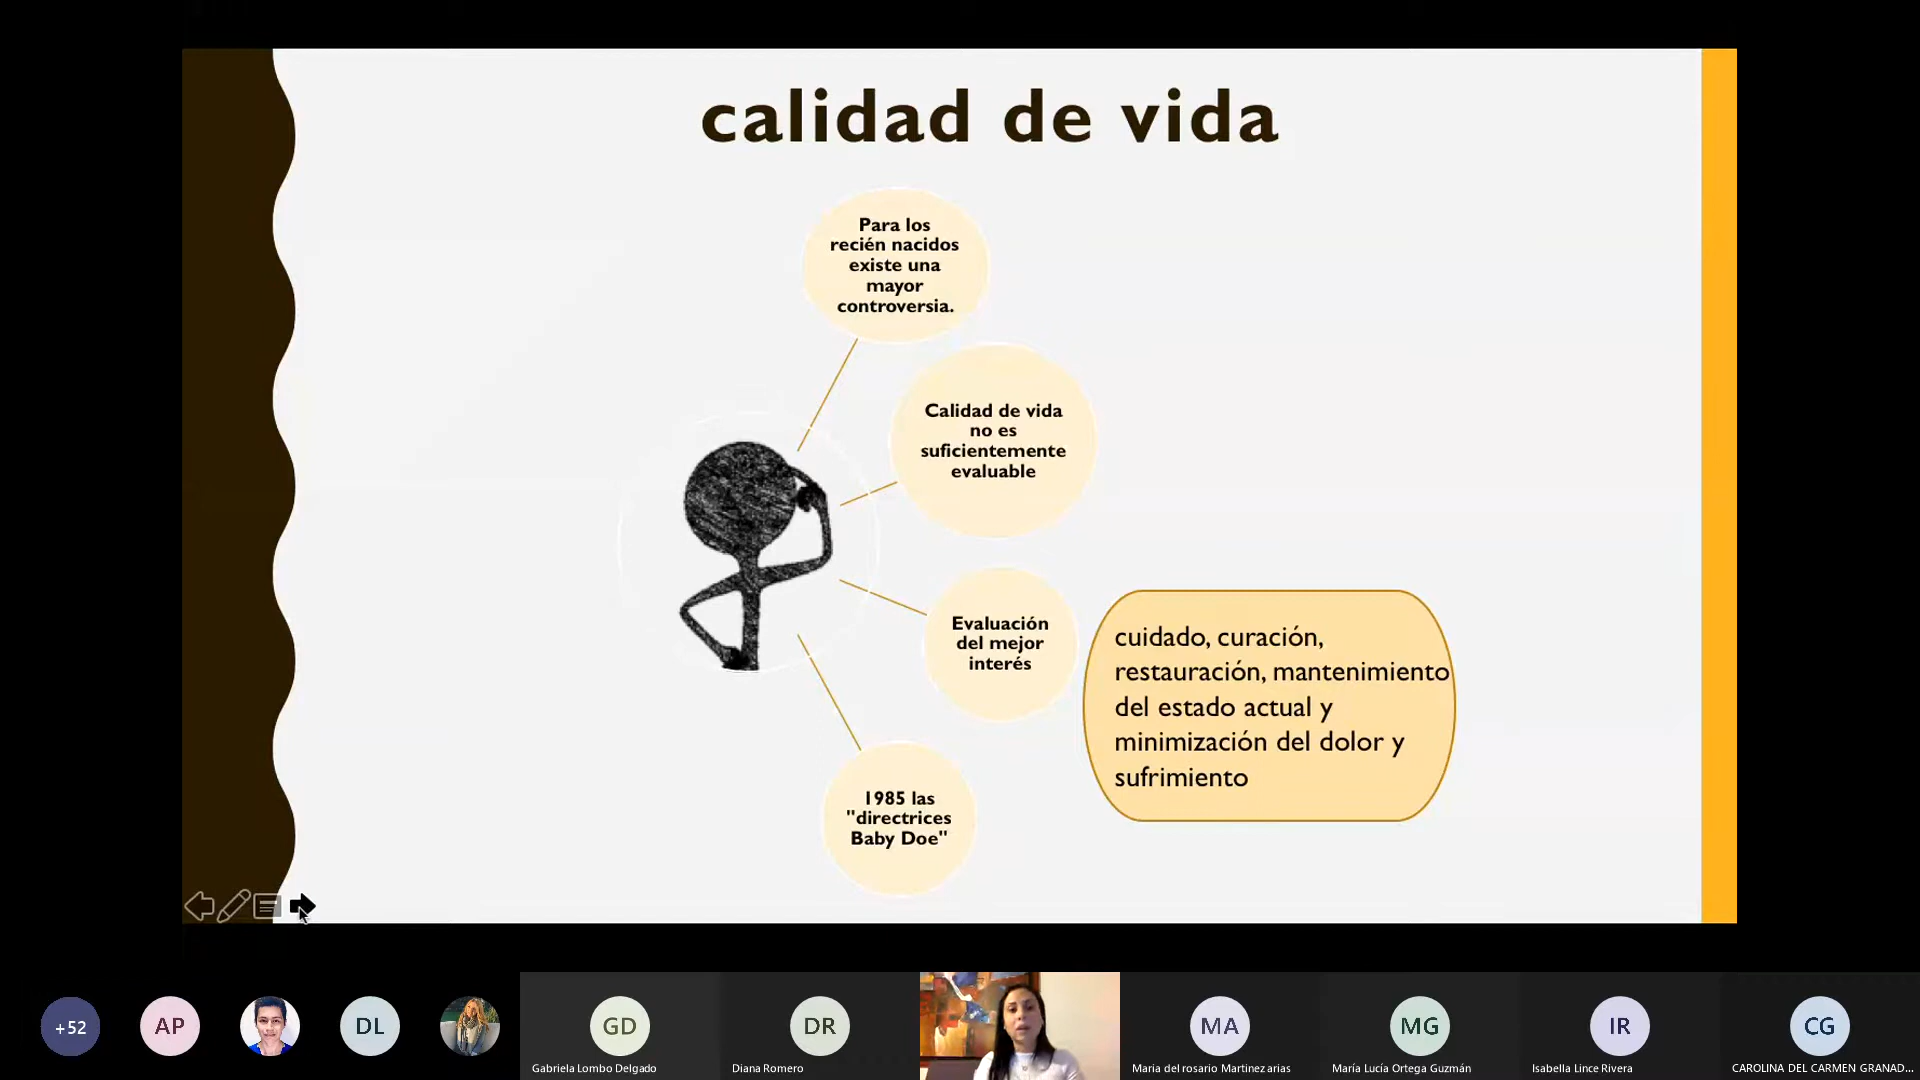 calidad de vida
Para los
recién nacidos
existe una
mayor
controversia.
Calidad de vida
no es
suficientemente
evaluable
Evaluación
del mejor
interés
cuidado, curación,
restauración, mantenimiento
del estado actual y
minimización del dolor y
sufrimiento
1985 las
"directrices
Baby Doe"
+52
AP
DL
GD
Gabriela Lombo Delgado
DR
Diana Romero
MA
Maria del rosario Martinez arias
MG
María Lucía Ortega Guzmán
IR
Isabella Lince Rivera
CG
CAROLINA DEL CARMEN GRANAD...